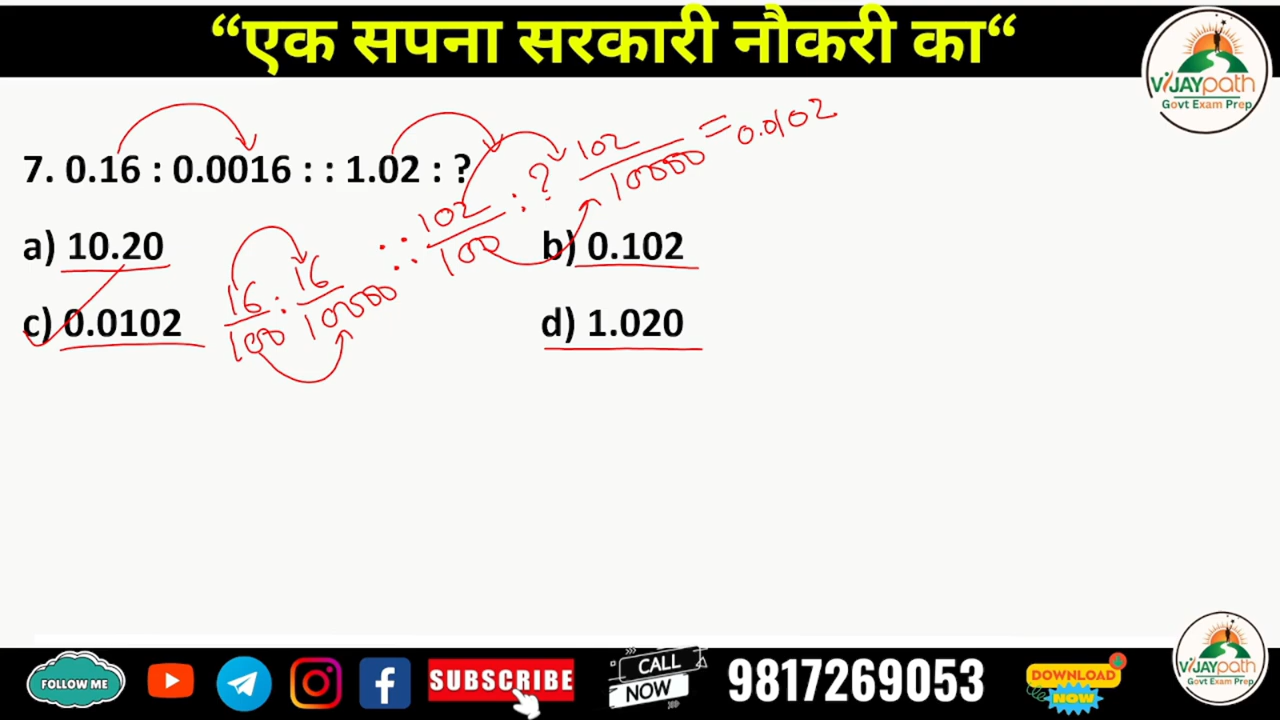 “एक सपना सरकारी नौकरी का“
VIJAYpath
Govt Exam Prep
7. 0.16 : 0.0016 : : 1.02 : ?
102/10000 = 0.0102
16/100 : 16/10000 :: 102/100 : ?
a) 10.20
b) 0.102
c) 0.0102
d) 1.020
FOLLOW ME
SUBSCRIBE
CALL
NOW
9817269053
DOWNLOAD
NOW
VIJAYpath
Govt Exam Prep